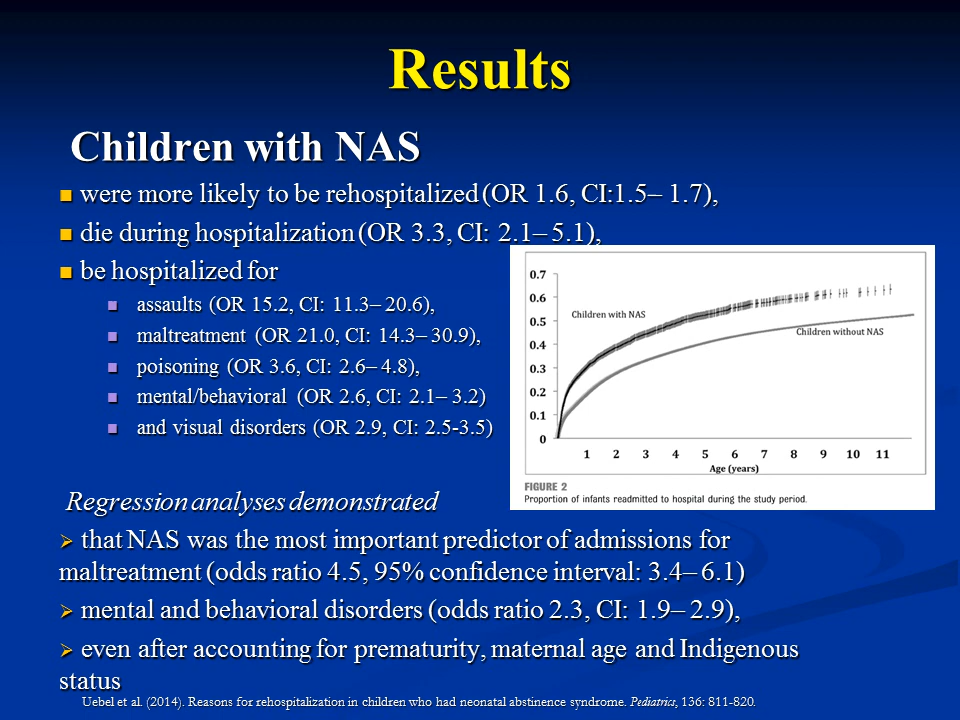 Results
Children with NAS
were more likely to be rehospitalized (OR 1.6, CI:1.5– 1.7),
die during hospitalization (OR 3.3, CI: 2.1– 5.1),
be hospitalized for
assaults (OR 15.2, CI: 11.3– 20.6),
maltreatment (OR 21.0, CI: 14.3– 30.9),
poisoning (OR 3.6, CI: 2.6– 4.8),
mental/behavioral (OR 2.6, CI: 2.1– 3.2)
and visual disorders (OR 2.9, CI: 2.5-3.5)
0.7
0.6
0.5
0.4
0.3
0.2
0.1
0
Children with NAS
Children without NAS
1 2 3 4 5 6 7 8 9 10 11
Age (years)
FIGURE 2
Proportion of infants readmitted to hospital during the study period.
Regression analyses demonstrated
that NAS was the most important predictor of admissions for
maltreatment (odds ratio 4.5, 95% confidence interval: 3.4– 6.1)
mental and behavioral disorders (odds ratio 2.3, CI: 1.9– 2.9),
even after accounting for prematurity, maternal age and Indigenous
status
Uebel et al. (2014). Reasons for rehospitalization in children who had neonatal abstinence syndrome. Pediatrics, 136: 811-820.